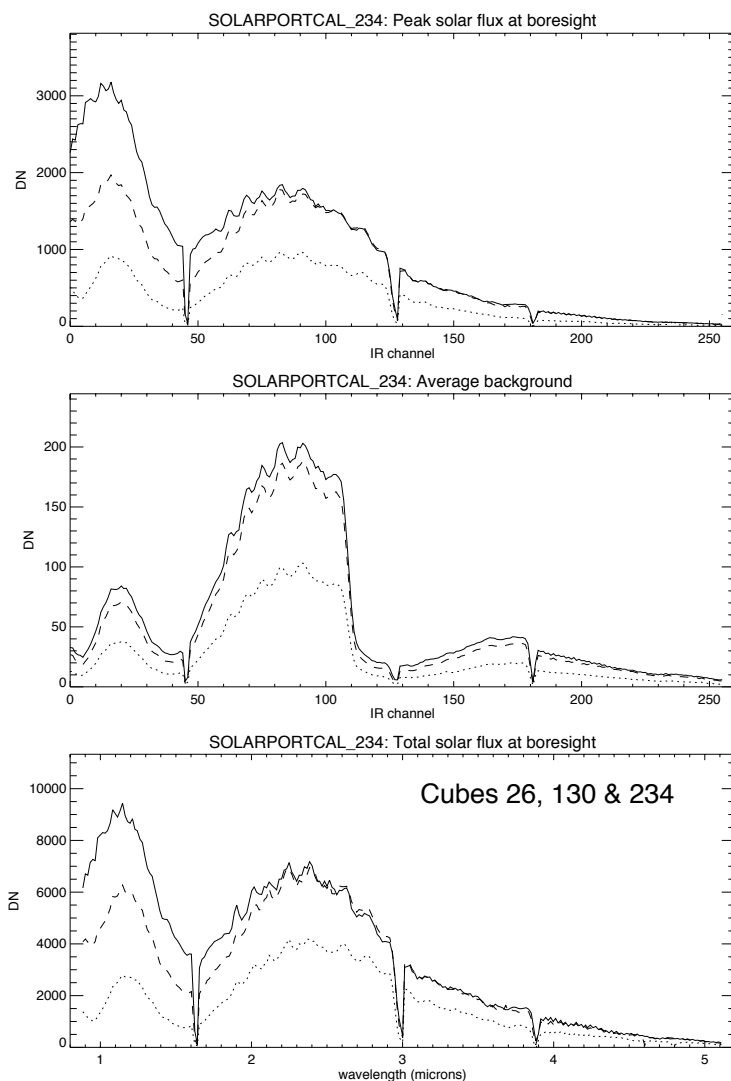 SOLARPORTCAL_234: Peak solar flux at boresight
3000
2000
1000
0
DN
0 50 100 150 200 250
IR channel
SOLARPORTCAL_234: Average background
200
150
100
50
0
DN
0 50 100 150 200 250
IR channel
SOLARPORTCAL_234: Total solar flux at boresight
Cubes 26, 130 & 234
10000
8000
6000
4000
2000
0
DN
1 2 3 4 5
wavelength (microns)